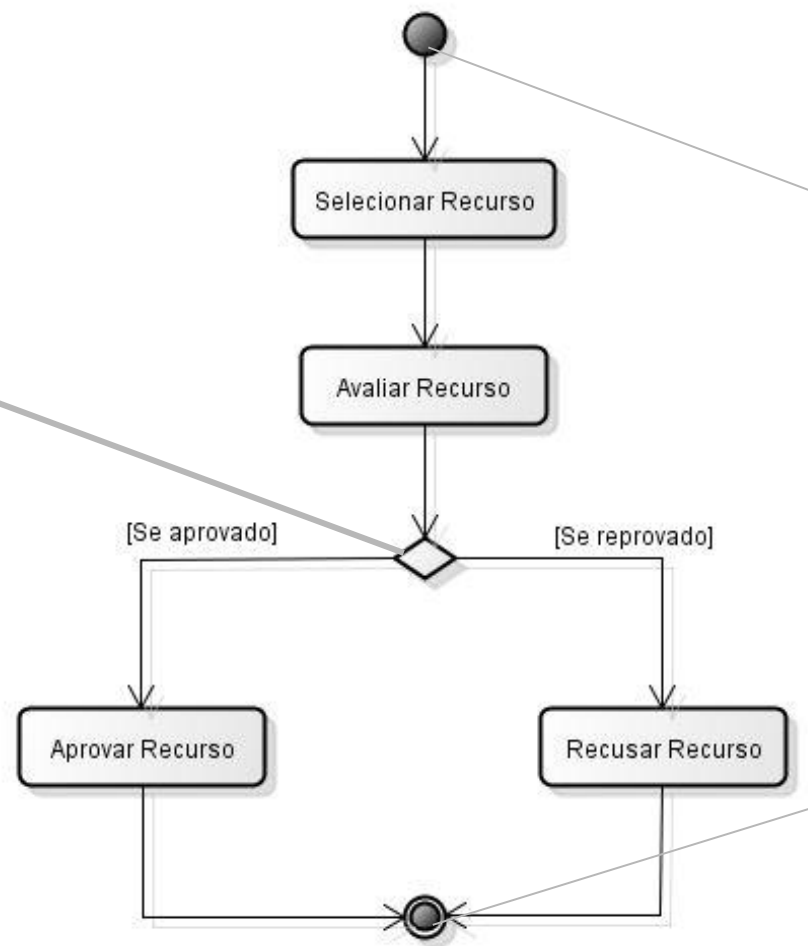 Selecionar Recurso
Avaliar Recurso
[Se aprovado]
[Se reprovado]
Aprovar Recurso
Recusar Recurso